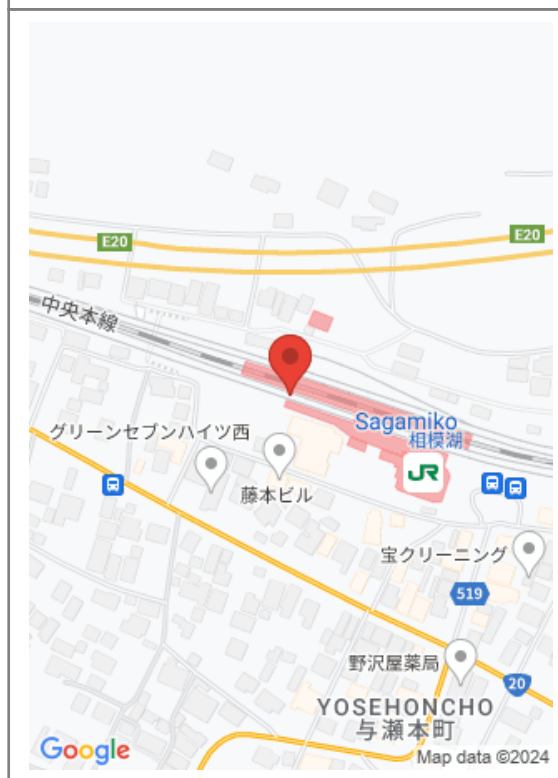 E20
E20
中央本線
Sagamiko
相模湖
グリーンセブンハイツ西
JR
藤本ビル
宝クリーニング
519
野沢屋薬局
20
YOSEHONCHO
与瀬本町
Google
Map data ©2024